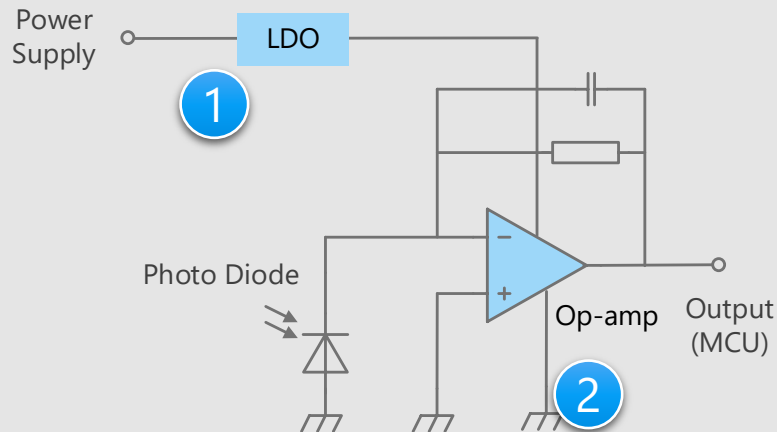 Power
Supply
LDO
1
Photo Diode
−
+
Op-amp
Output
(MCU)
2